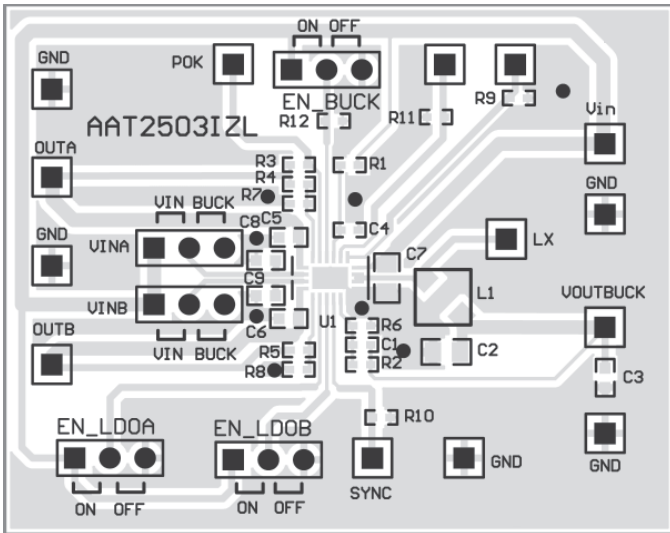 ON OFF
GND
POK
EN_BUCK
R9
R12
R11
Vin
AAT2503IZL
OUTA
R3
R1
R4
R7
GND
VIN BUCK
C8
C5
C4
GND
VINA
C7
LX
C9
L1
VINB
VOUTBUCK
U1
R6
OUTB
C6
C1
C2
VIN BUCK
R5
R2
R8
C3
EN_LDOA
EN_LDOB
R10
GND
GND
SYNC
ON OFF
ON OFF